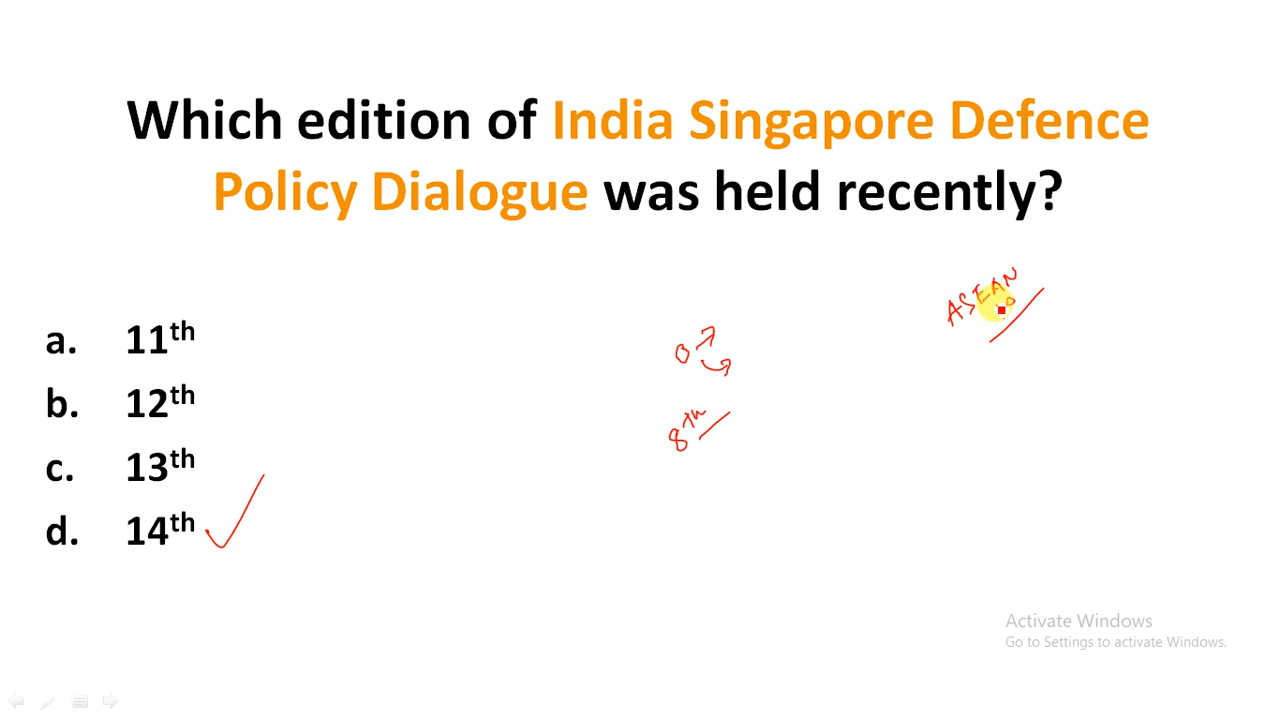 Which edition of India Singapore Defence
Policy Dialogue was held recently?
ASEAN
a. 11th
b. 12th
8th
c. 13th
d. 14th
Activate Windows
Go to Settings to activate Windows.